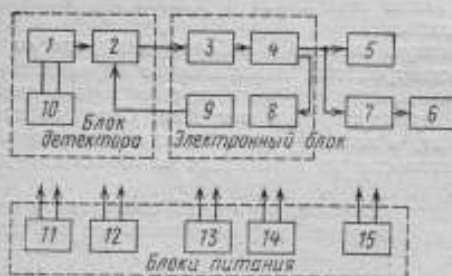 1 2 3 4 5
10 9 8 7 6
Блок
детектора
Электронный блок
11 12 13 14 15
Блоки питания